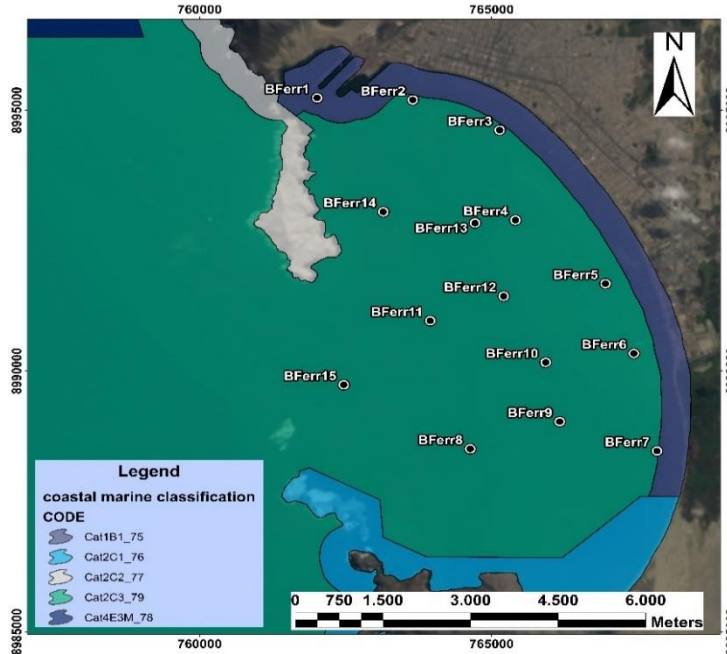 760000 765000
N
BFerr1 BFerr2
8995000
BFerr3
BFerr14 BFerr4
BFerr13
BFerr12 BFerr5
BFerr11
BFerr10 BFerr6
8990000
BFerr15
BFerr9
BFerr8 BFerr7
Legend
coastal marine classification
CODE
Cat1B1_75
Cat2C1_76
Cat2C2_77
Cat2C3_79
Cat4E3M_78
0 750 1.500 3.000 4.500 6.000
Meters
8985000
760000 765000